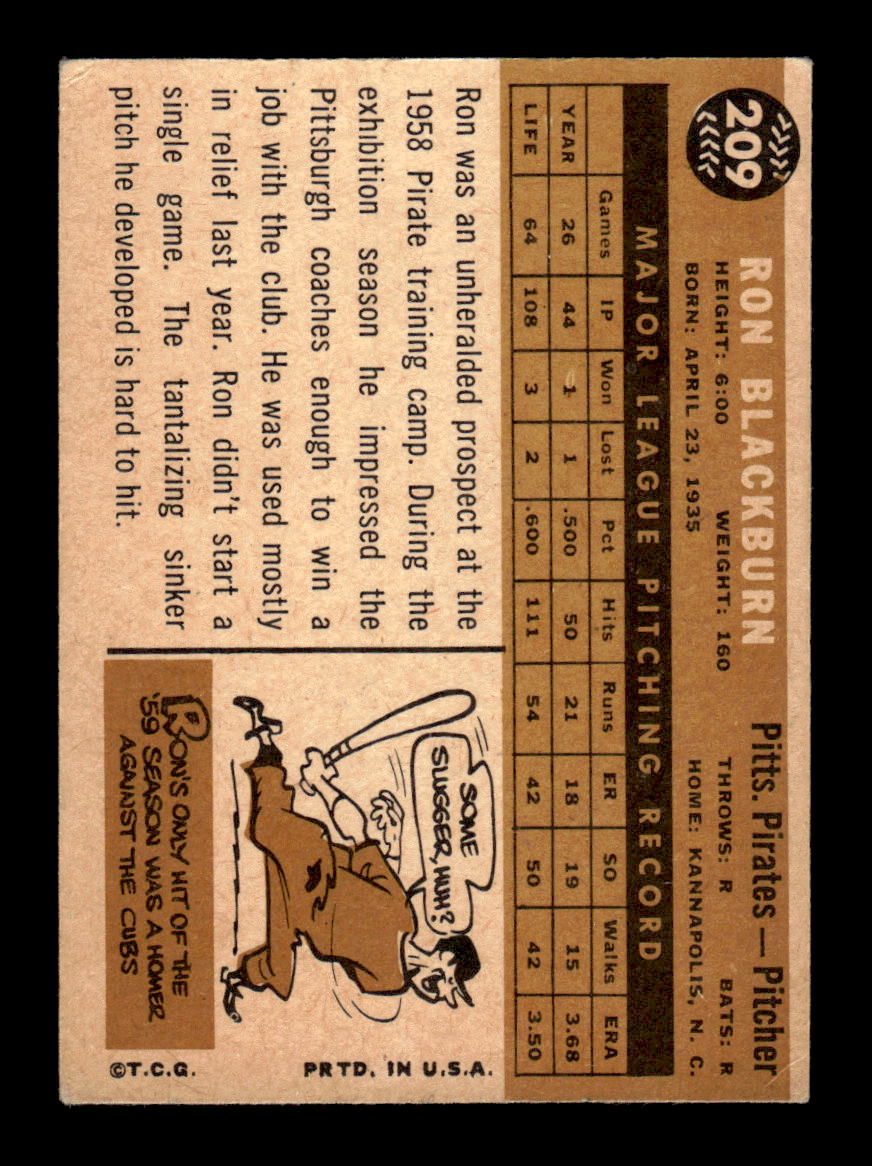 209
RON BLACKBURN
Pitts. Pirates — Pitcher
HEIGHT: 6:00 WEIGHT: 160 THROWS: R BATS: R
BORN: APRIL 23, 1935 HOME: KANNAPOLIS, N. C.
MAJOR LEAGUE PITCHING RECORD
Games IP Won Lost Pct Hits Runs ER SO Walks ERA
YEAR 26 44 1 1 .500 50 21 18 19 15 3.68
LIFE 64 108 3 2 .600 111 54 42 50 42 3.50
Ron was an unheralded prospect at the
1958 Pirate training camp. During the
exhibition season he impressed the
Pittsburgh coaches enough to win a
job with the club. He was used mostly
in relief last year. Ron didn't start a
single game. The tantalizing sinker
pitch he developed is hard to hit.
SOME
SLUGGER, HUH?
RON'S ONLY HIT OF THE
'59 SEASON WAS A HOMER
AGAINST THE CUBS
©T.C.G. PRTD. IN U.S.A.